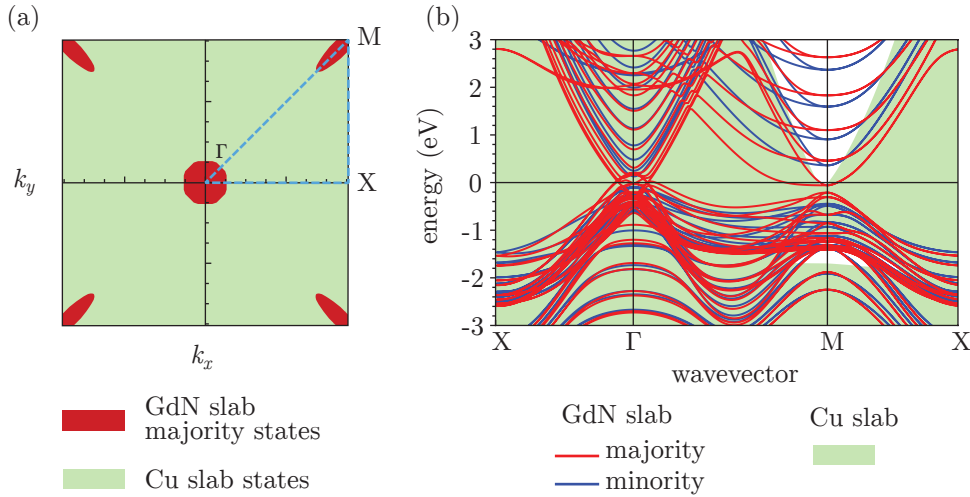 (a)
M
Γ
X
k_y
k_x
GdN slab
majority states
Cu slab states
(b)
3
2
1
0
-1
-2
-3
energy (eV)
X
Γ
M
X
wavevector
GdN slab
majority
minority
Cu slab